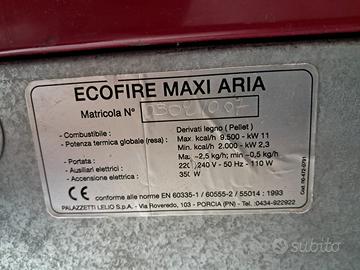 ECOFIRE MAXI ARIA
Matricola N°
- Combustibile : Derivati legno ( Pellet )
- Potenza termica globale (resa) : Max. kcal/h 9.500 - kW 11
Min. kcal/h 2.000 - kW 2,3
- Portata : Max ~2,5 kg/h; min ~0,5 kg/h
- Ausiliari elettrici : 220 240 V - 50 Hz - 110 W
- Accensione elettrica : 350 W
CE conforme alle norme EN 60335-1 / 60555-2 / 55014 : 1993
PALAZZETTI LELIO S.p.A. - Via Roveredo, 103 - PORCIA (PN) - Tel. :0434-922922
subito